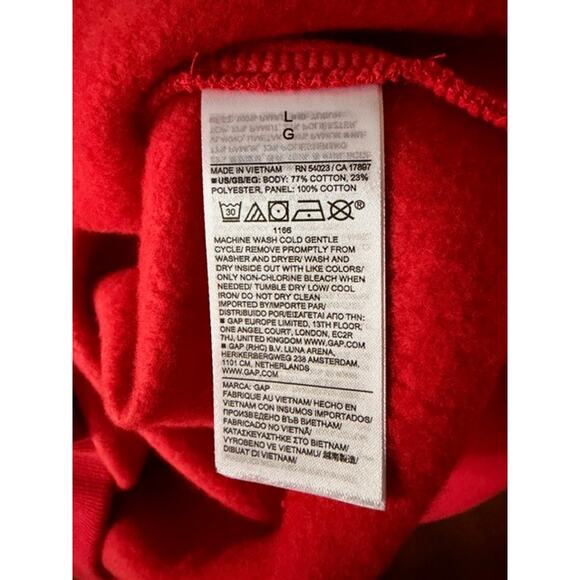 L
G
MADE IN VIETNAM RN 54023 / CA 17897
■ US/GB/EG: BODY: 77% COTTON, 23%
POLYESTER, PANEL: 100% COTTON
30
®
1166
MACHINE WASH COLD GENTLE
CYCLE/ REMOVE PROMPTLY FROM
WASHER AND DRYER/ WASH AND
DRY INSIDE OUT WITH LIKE COLORS/
ONLY NON-CHLORINE BLEACH WHEN
NEEDED/ TUMBLE DRY LOW/ COOL
IRON/ DO NOT DRY CLEAN
IMPORTED BY/IMPORTE PAR/
DISTRIBUIDO POR/ΕΙΣΑΓΕΤΑΙ ΑΠΟ ΤΗΝ:
■ GAP EUROPE LIMITED, 13TH FLOOR,
ONE ANGEL COURT, LONDON, EC2R
7HJ, UNITED KINGDOM WWW.GAP.COM
■ GAP (RHC) B.V. LUNA ARENA,
HERIKERBERGWEG 238 AMSTERDAM,
1101 CM, NETHERLANDS
WWW.GAP.COM
MARCA: GAP
FABRIQUE AU VIETNAM/ HECHO EN
VIETNAM CON INSUMOS IMPORTADOS/
ПРОИЗВЕДЕНО ВЪВ ВИЕТНАМ/
FABRICADO NO VIETNÃ/
ΚΑΤΑΣΚΕΥΑΣΤΗΚΕ ΣΤΟ ΒΙΕΤΝΑΜ/
VYROBENO VE VIETNAMU/ 越南製造/
DIBUAT DI VIETNAM/